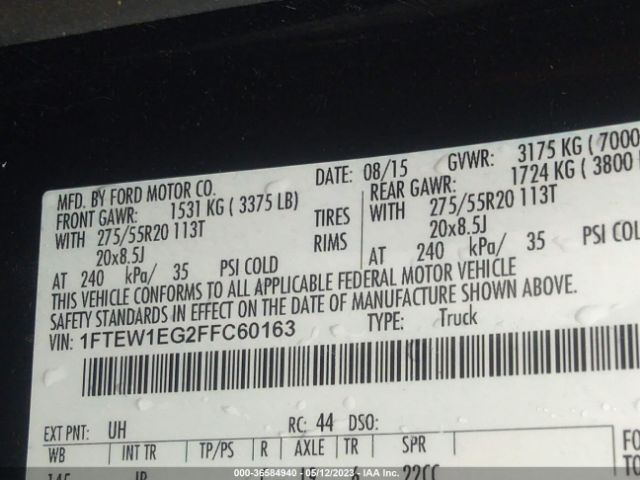 MFD. BY FORD MOTOR CO. DATE: 08/15 GVWR: 3175 KG ( 7000
FRONT GAWR: 1531 KG ( 3375 LB) REAR GAWR: 1724 KG ( 3800
WITH 275/55R20 113T TIRES WITH 275/55R20 113T
20x8.5J RIMS 20x8.5J
AT 240 kPa/ 35 PSI COLD AT 240 kPa/ 35 PSI COL
THIS VEHICLE CONFORMS TO ALL APPLICABLE FEDERAL MOTOR VEHICLE
SAFETY STANDARDS IN EFFECT ON THE DATE OF MANUFACTURE SHOWN ABOVE.
VIN: 1FTEW1EG2FFC60163 TYPE: Truck
EXT PNT: UH RC: 44 DSO:
WB INT TR TP/PS R AXLE TR SPR FO
145 TO
000-36584940 - 05/12/2023 - IAA Inc.